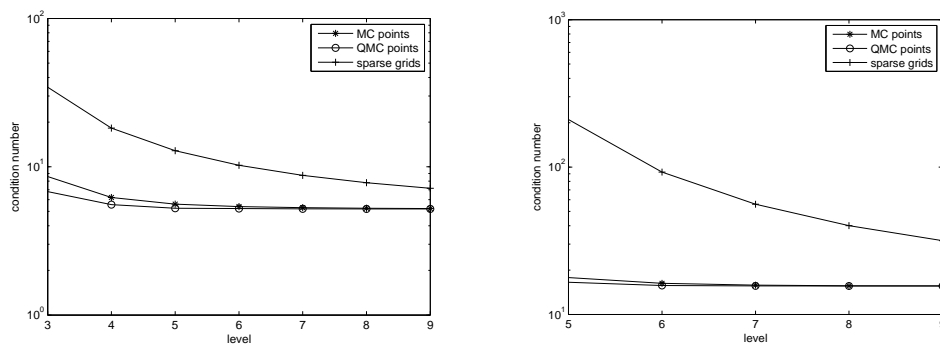 10^2
10^1
10^0
condition number
3 4 5 6 7 8 9
level
MC points
QMC points
sparse grids
10^3
10^2
10^1
condition number
5 6 7 8
level
MC points
QMC points
sparse grids